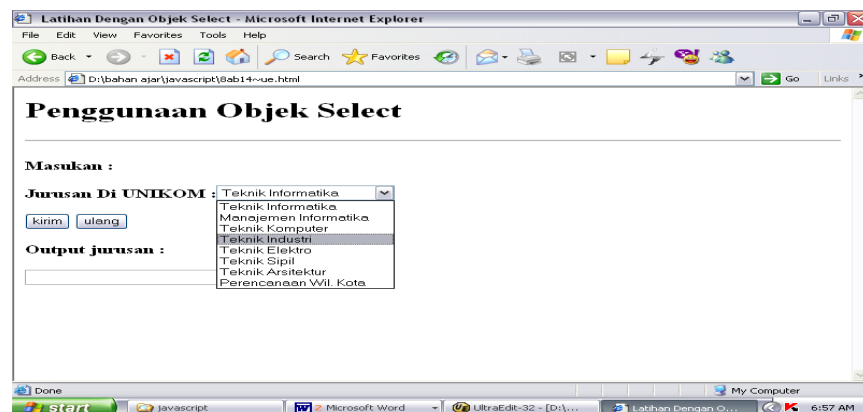 Latihan Dengan Objek Select - Microsoft Internet Explorer
File Edit View Favorites Tools Help
Back Search Favorites
Address D:\bahan ajar\javascript\Bab14~ue.html Go Links
Penggunaan Objek Select
Masukan :
Jurusan Di UNIKOM : Teknik Informatika
Teknik Informatika
Manajemen Informatika
Teknik Komputer
kirim ulang
Teknik Industri
Output jurusan : Teknik Elektro
Teknik Sipil
Teknik Arsitektur
Perencanaan Wil. Kota
Done My Computer
start javascript 2 Microsoft Word UltraEdit-32 - [D:\... Latihan Dengan O... 6:57 AM